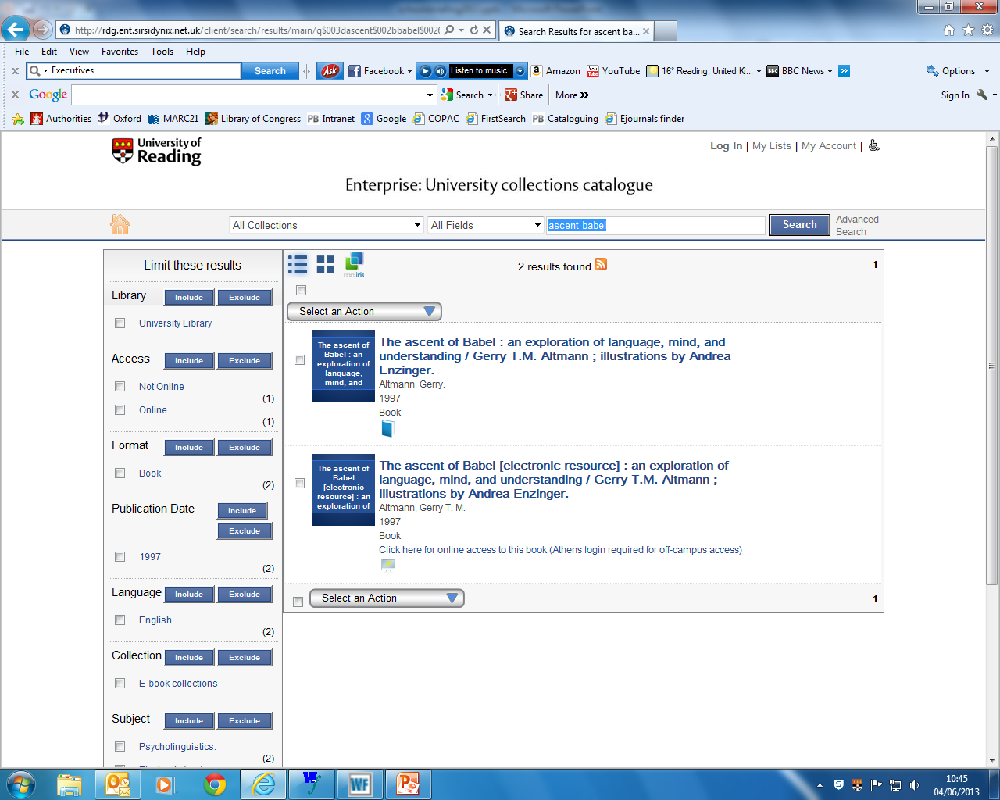 http://rdg.ent.sirsidynix.net.uk/client/search/results/main/q$003dascent$002bbabel$0026
Search Results for ascent ba...
File Edit View Favorites Tools Help
Executives Search Ask Facebook Listen to music Amazon YouTube 16° Reading, United Ki... BBC BBC News Options
Google Search Share More Sign In
Authorities Oxford MARC21 Library of Congress PB Intranet Google COPAC FirstSearch PB Cataloguing Ejournals finder
University of
Reading
Log In | My Lists | My Account |
Enterprise: University collections catalogue
All Collections All Fields ascent babel Search Advanced
Search
Limit these results
Library Include Exclude
University Library
Access Include Exclude
Not Online
(1)
Online
(1)
Format Include Exclude
Book
(2)
Publication Date Include
Exclude
1997
(2)
Language Include Exclude
English
(2)
Collection Include Exclude
E-book collections
Subject Include Exclude
Psycholinguistics.
(2)
iris
2 results found
1
Select an Action
The ascent of
Babel : an
exploration of
language,
mind, and
The ascent of Babel : an exploration of language, mind, and
understanding / Gerry T.M. Altmann ; illustrations by Andrea
Enzinger.
Altmann, Gerry.
1997
Book
The ascent of
Babel
[electronic
resource] : an
exploration of
The ascent of Babel [electronic resource] : an exploration of
language, mind, and understanding / Gerry T.M. Altmann ;
illustrations by Andrea Enzinger.
Altmann, Gerry T. M.
1997
Book
Click here for online access to this book (Athens login required for off-campus access)
Select an Action
1
10:45
04/06/2013